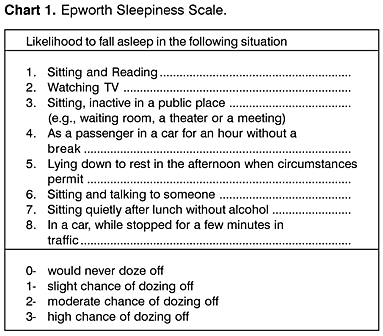 Chart 1. Epworth Sleepiness Scale.
Likelihood to fall asleep in the following situation
1. Sitting and Reading ........................................................
2. Watching TV ..................................................................
3. Sitting, inactive in a public place ...................................
(e.g., waiting room, a theater or a meeting)
4. As a passenger in a car for an hour without a
break ..............................................................................
5. Lying down to rest in the afternoon when circumstances
permit .............................................................................
6. Sitting and talking to someone ......................................
7. Sitting quietly after lunch without alcohol .......................
8. In a car, while stopped for a few minutes in
traffic ...............................................................................
0- would never doze off
1- slight chance of dozing off
2- moderate chance of dozing off
3- high chance of dozing off